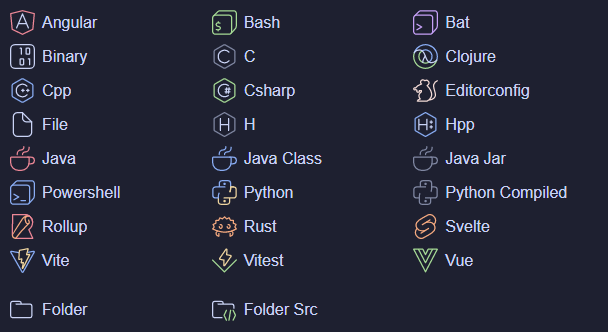 Angular Bash Bat
Binary C Clojure
Cpp Csharp Editorconfig
File H Hpp
Java Java Class Java Jar
Powershell Python Python Compiled
Rollup Rust Svelte
Vite Vitest Vue
Folder Folder Src